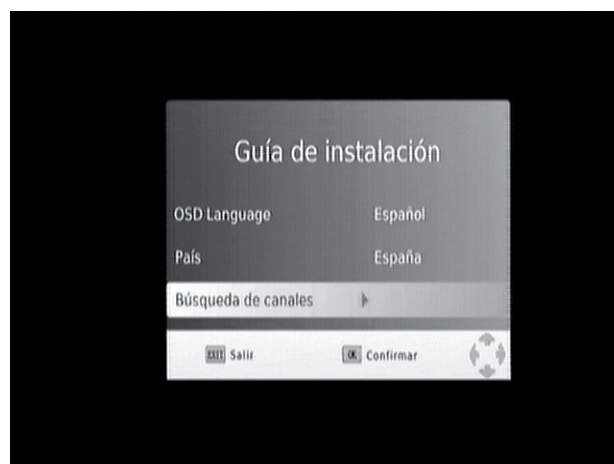 Guía de instalación
OSD Language Español
País España
Búsqueda de canales
EXIT Salir OK Confirmar